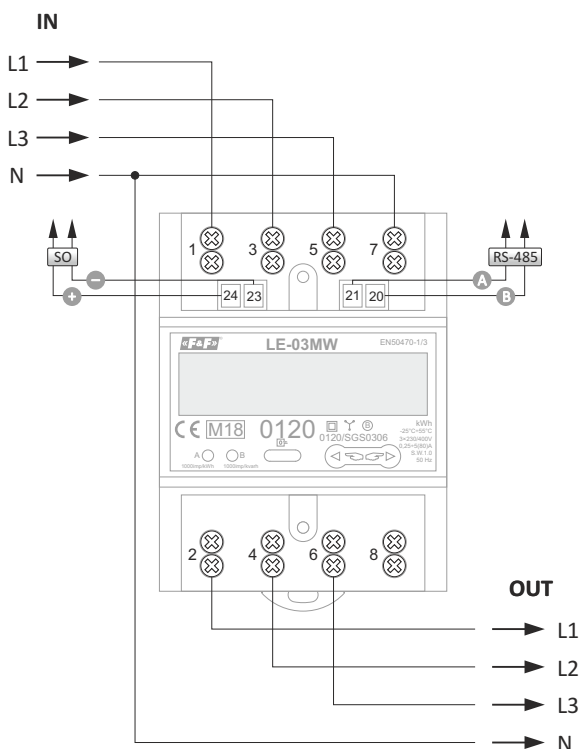 IN
L1
L2
L3
N
1 3 5 7
SO
RS-485
− A
+ B
24 23 21 20
«F&F» LE-03MW EN50470-1/3
CE M18 0120 B
0120/SGS0306
kWh
-25°C÷55°C
3×230/400V
0.25÷5(80)A
S.W.1.0
50 Hz
A B
1000imp/kWh 1000imp/kvarh
2 4 6 8
OUT
L1
L2
L3
N